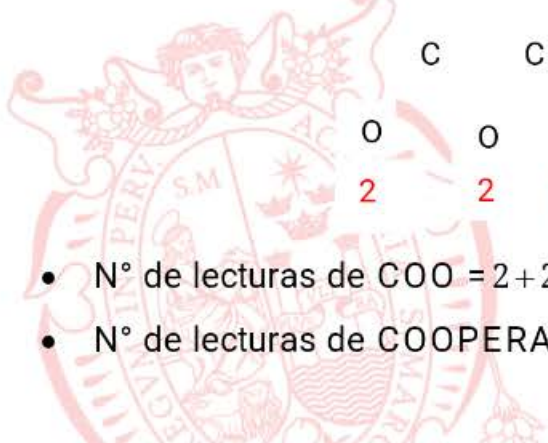 C C
O O
2 2
• N° de lecturas de COO = 2+2
• N° de lecturas de COOPERA
S.M